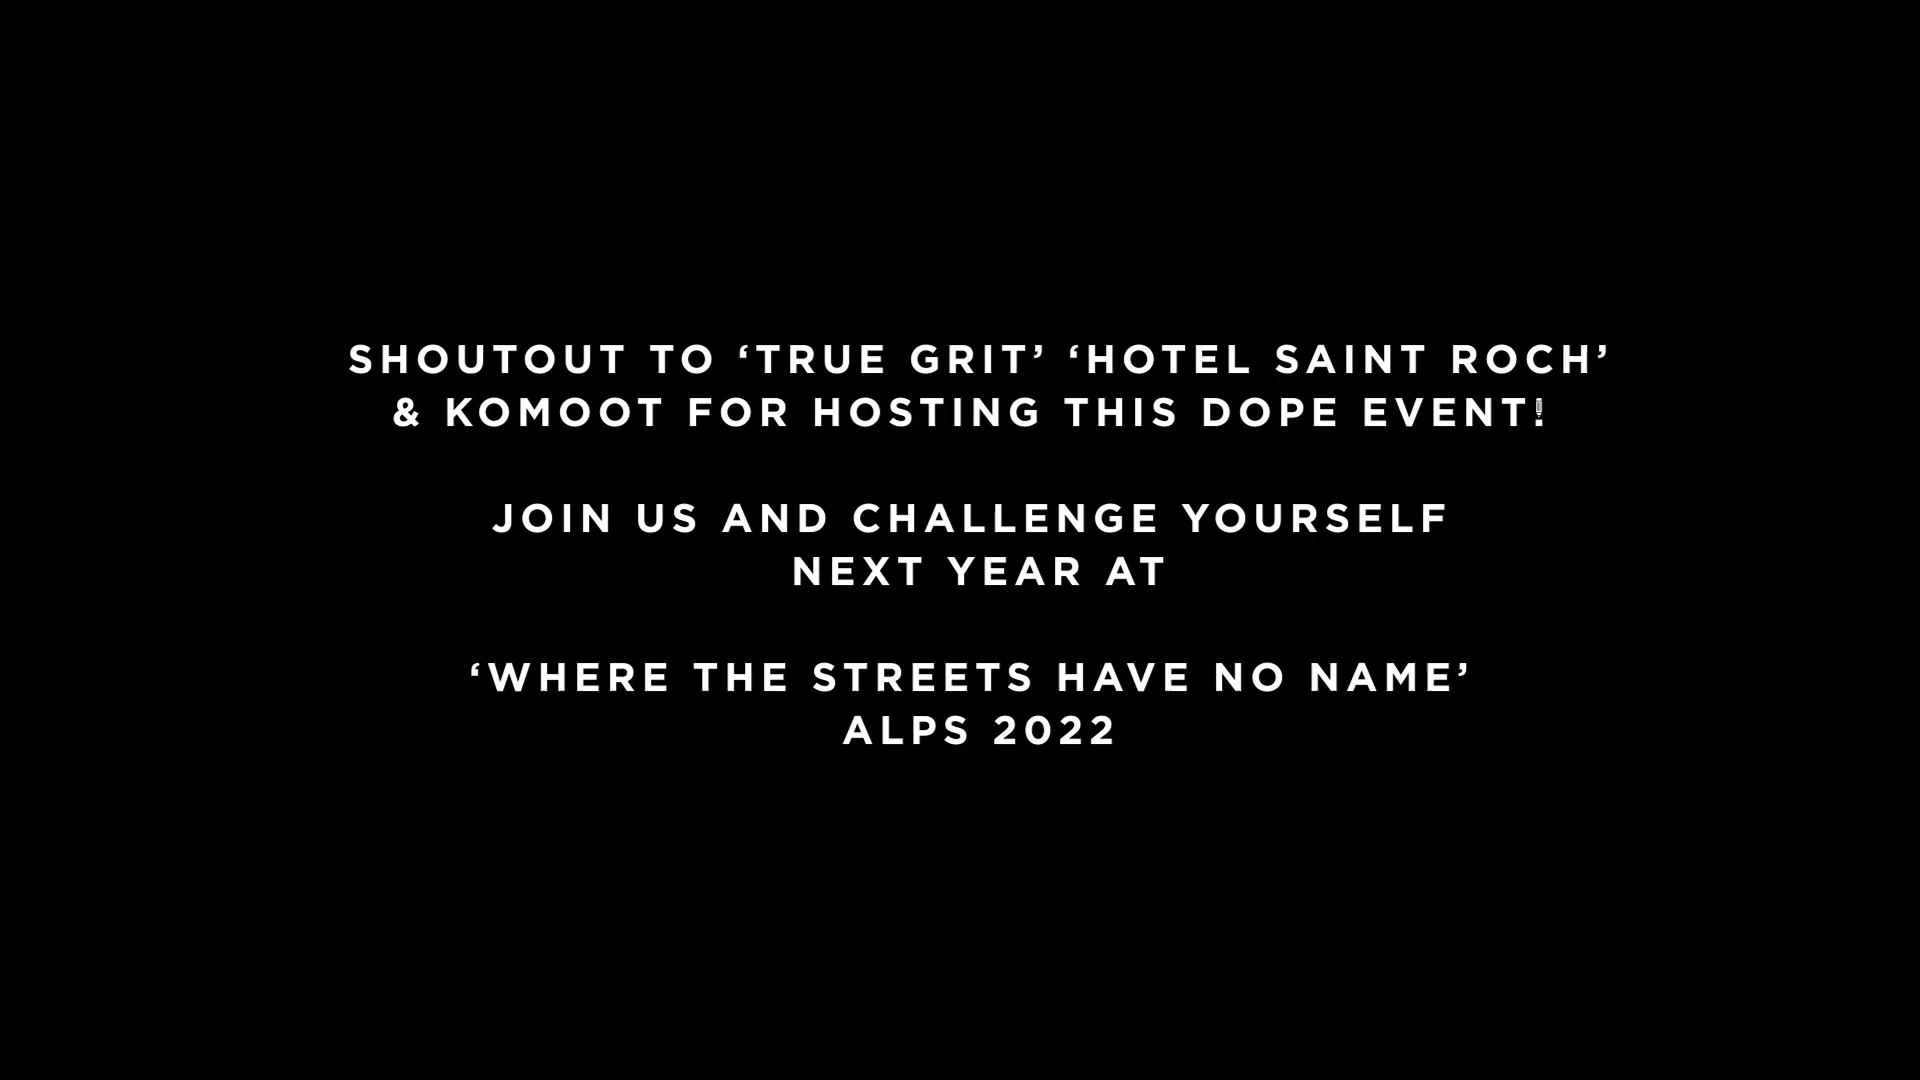 SHOUTOUT TO ‘TRUE GRIT’ ‘HOTEL SAINT ROCH’
& KOMOOT FOR HOSTING THIS DOPE EVENT!
JOIN US AND CHALLENGE YOURSELF
NEXT YEAR AT
‘WHERE THE STREETS HAVE NO NAME’
ALPS 2022